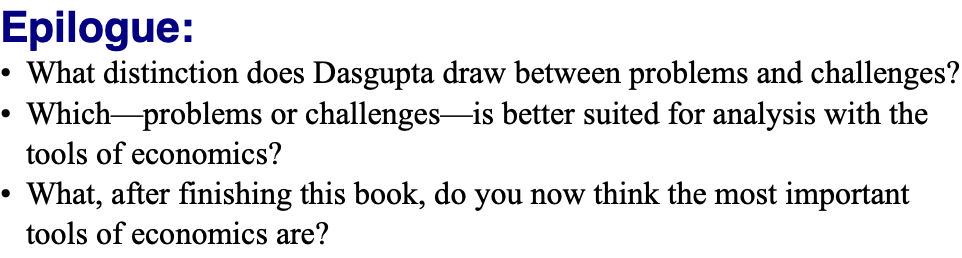 Epilogue:
• What distinction does Dasgupta draw between problems and challenges?
• Which—problems or challenges—is better suited for analysis with the
tools of economics?
• What, after finishing this book, do you now think the most important
tools of economics are?